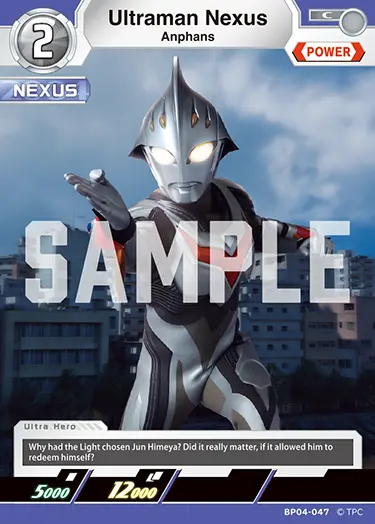 Ultraman Nexus
Anphans
2
C
POWER
NEXUS
SAMPLE
Ultra Hero
Why had the Light chosen Jun Himeya? Did it really matter, if it allowed him to
redeem himself?
5000
12000
BP04-047 © TPC